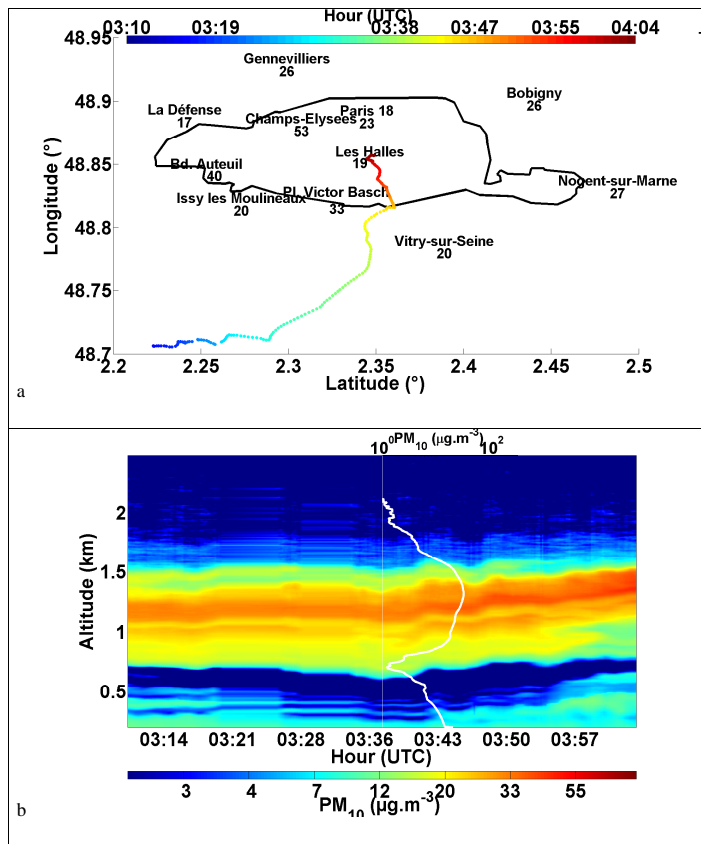 Hour (UTC)
03:10 03:19 03:38 03:47 03:55 04:04
48.95
48.9
48.85
48.8
48.75
48.7
Longitude (°)
Gennevilliers
26
Bobigny
26
La Défense
17
Paris 18
23
Champs-Elysees
53
Les Halles
19
Bd. Auteuil
40
Nogent-sur-Marne
27
Issy les Moulineaux
20
Pl. Victor Basch
33
Vitry-sur-Seine
20
2.2 2.25 2.3 2.35 2.4 2.45 2.5
Latitude (°)
a
10⁰ PM₁₀ (µg.m⁻³) 10²
2
1.5
1
0.5
Altitude (km)
03:14 03:21 03:28 03:36 03:43 03:50 03:57
Hour (UTC)
3 4 7 12 20 33 55
PM₁₀ (µg.m⁻³)
b